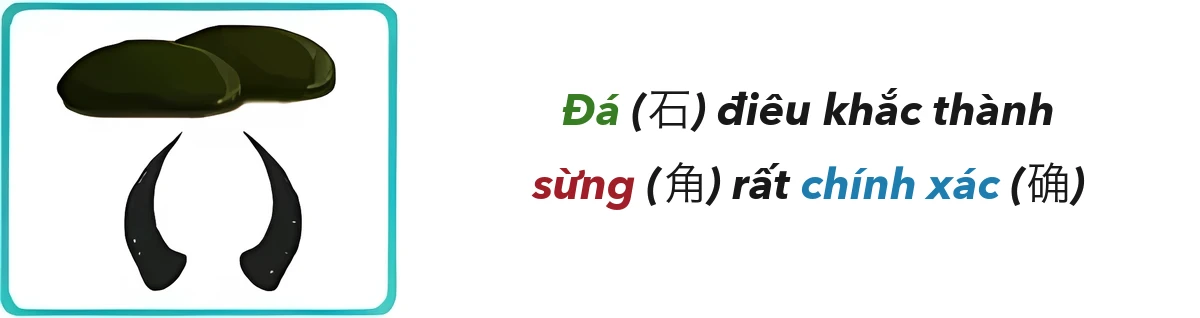 Đá (石) điêu khắc thành
sừng (角) rất chính xác (确)